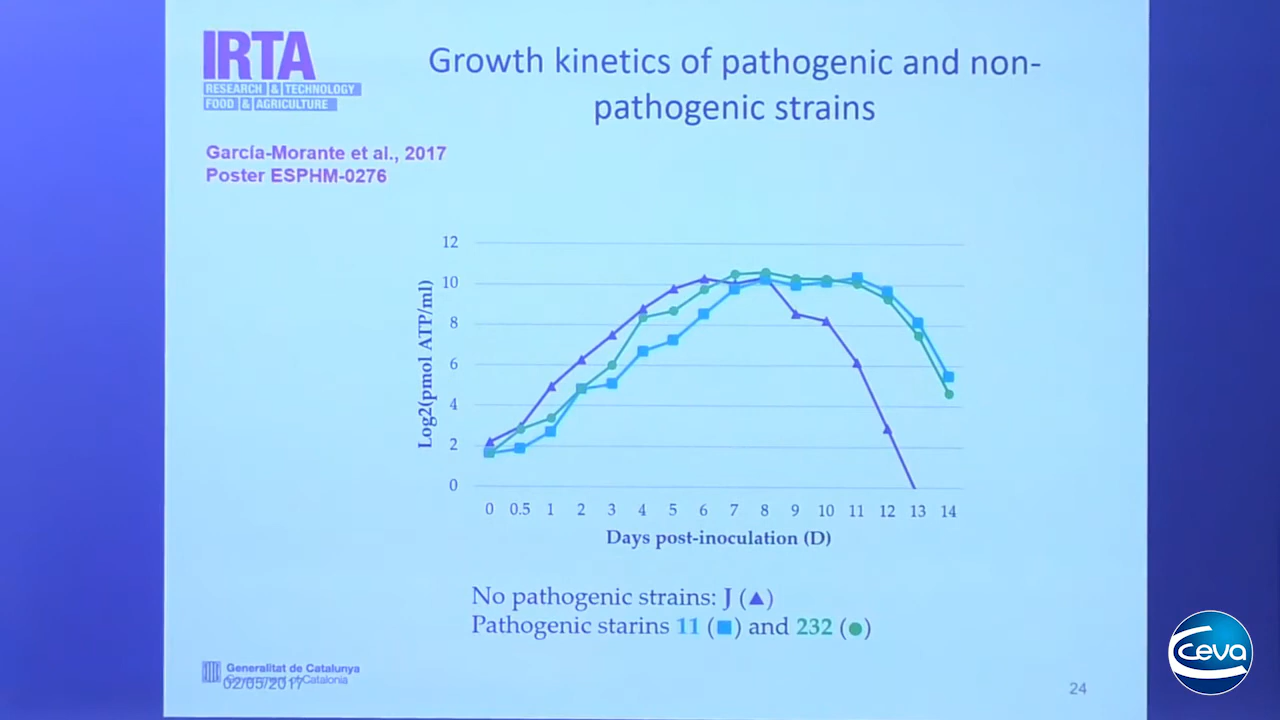 IRTA
RESEARCH & TECHNOLOGY
FOOD & AGRICULTURE
Growth kinetics of pathogenic and non-
pathogenic strains
García-Morante et al., 2017
Poster ESPHM-0276
Log2(pmol ATP/ml)
12
10
8
6
4
2
0
0 0.5 1 2 3 4 5 6 7 8 9 10 11 12 13 14
Days post-inoculation (D)
No pathogenic strains: J (▲)
Pathogenic starins 11 (■) and 232 (●)
Generalitat de Catalunya
Government of Catalonia
02/05/2017
24
Ceva